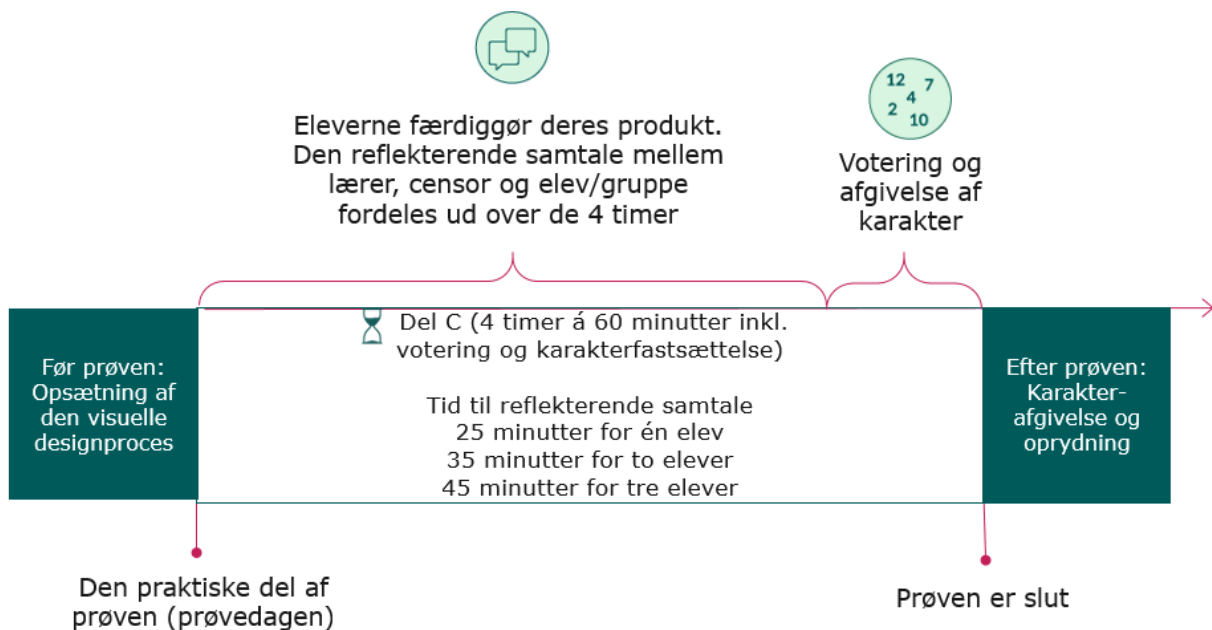 12
7
4
2
10
Eleverne færdiggør deres produkt.
Den reflekterende samtale mellem
lærer, censor og elev/gruppe
fordeles ud over de 4 timer
Votering og
afgivelse af
karakter
Før prøven:
Opsætning af
den visuelle
designproces
Del C (4 timer á 60 minutter inkl.
votering og karakterfastsættelse)
Tid til reflekterende samtale
25 minutter for én elev
35 minutter for to elever
45 minutter for tre elever
Efter prøven:
Karakter-
afgivelse og
oprydning
Den praktiske del af
prøven (prøvedagen)
Prøven er slut